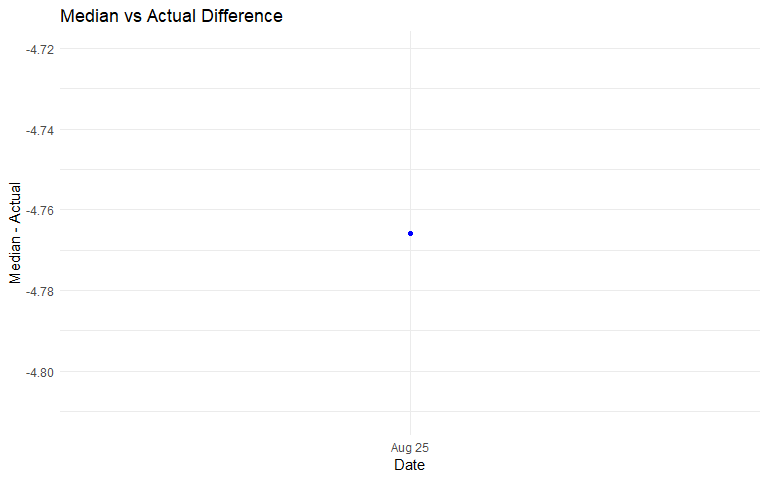 Median vs Actual Difference
-4.72
-4.74
-4.76
-4.78
-4.80
Median - Actual
Aug 25
Date